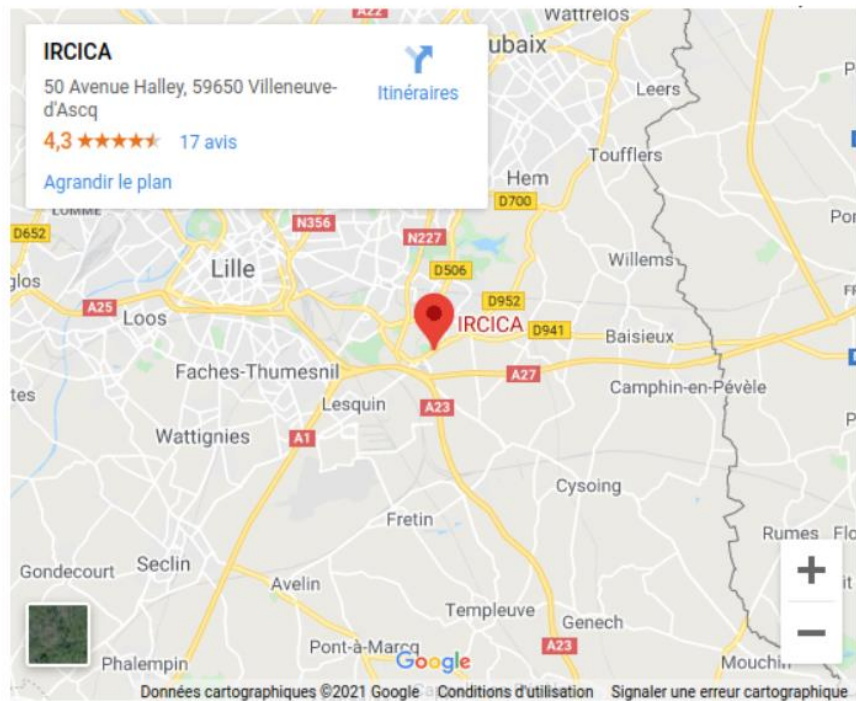 Wattrelos
A22
IRCICA
50 Avenue Halley, 59650 Villeneuve-
d'Ascq
Itinéraires
4,3
17 avis
Agrandir le plan
ubaix
Leers
Toufflers
Hem
D700
LOMME
N356
N227
D652
Lille
D506
Willems
glos
A25
Loos
D952
IRCICA
D941
Baisieux
Faches-Thumesnil
A27
Camphin-en-Pévèle
tes
Lesquin
A23
Wattignies
A1
Cysoing
Fretin
Rumes
Seclin
Gondecourt
Avelin
Templeuve
Genech
A23
Pont-à-Marcq
Google
Mouchin
Phalempin
Données cartographiques ©2021 Google Conditions d'utilisation Signaler une erreur cartographique